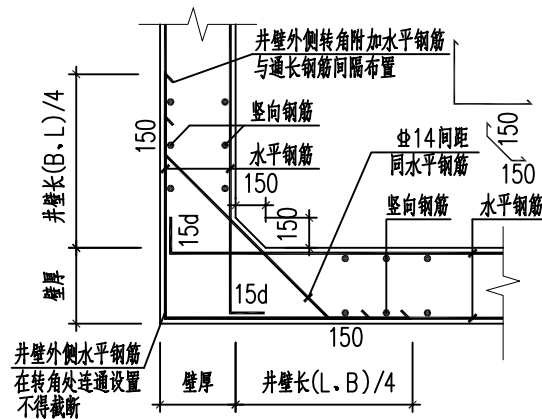 井壁外侧转角附加水平钢筋
与通长钢筋间隔布置
井壁长(B、L)/4
150
竖向钢筋
水平钢筋
Φ14间距
同水平钢筋
150
150
150
150
竖向钢筋
水平钢筋
15d
15d
壁厚
150
井壁外侧水平钢筋
在转角处连通设置
不得截断
壁厚
井壁长(L、B)/4